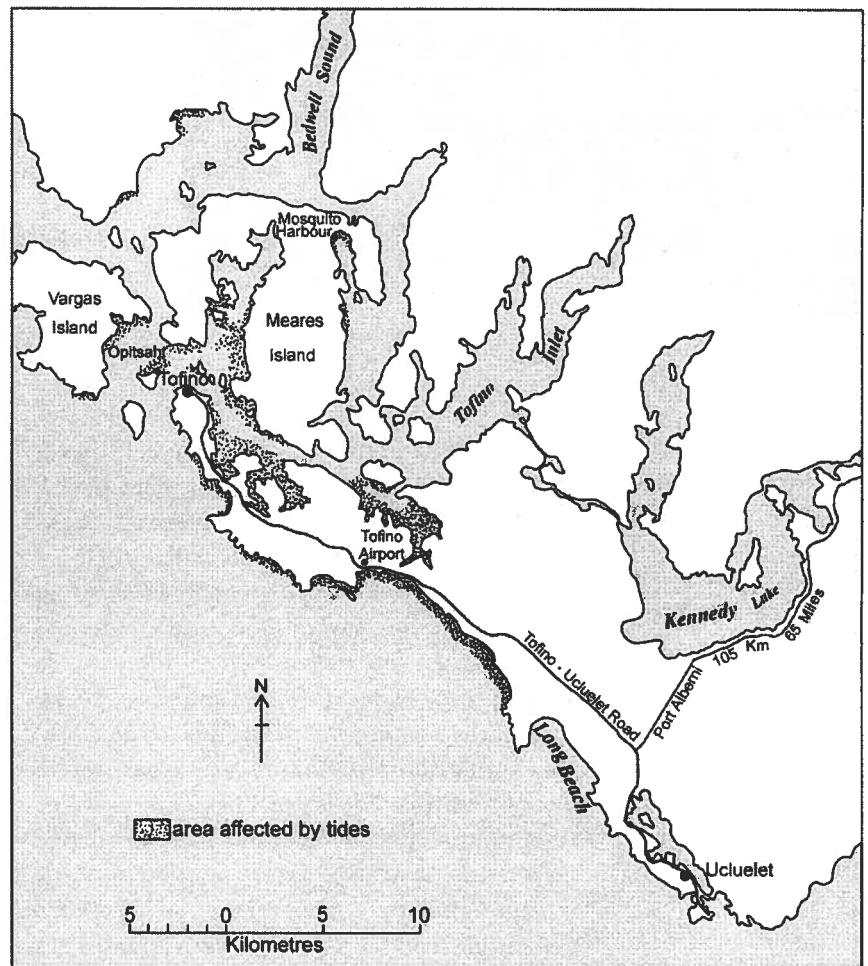 Bedwell Sound
Mosquito
Harbour
Vargas
Island
Meares
Island
Opitsaht
Tofino
Tofino Inlet
Tofino
Airport
Kennedy Lake
105 Km
65 Miles
Port Alberni
Tofino - Ucluelet Road
N
Long Beach
area affected by tides
Ucluelet
5 0 5 10
Kilometres